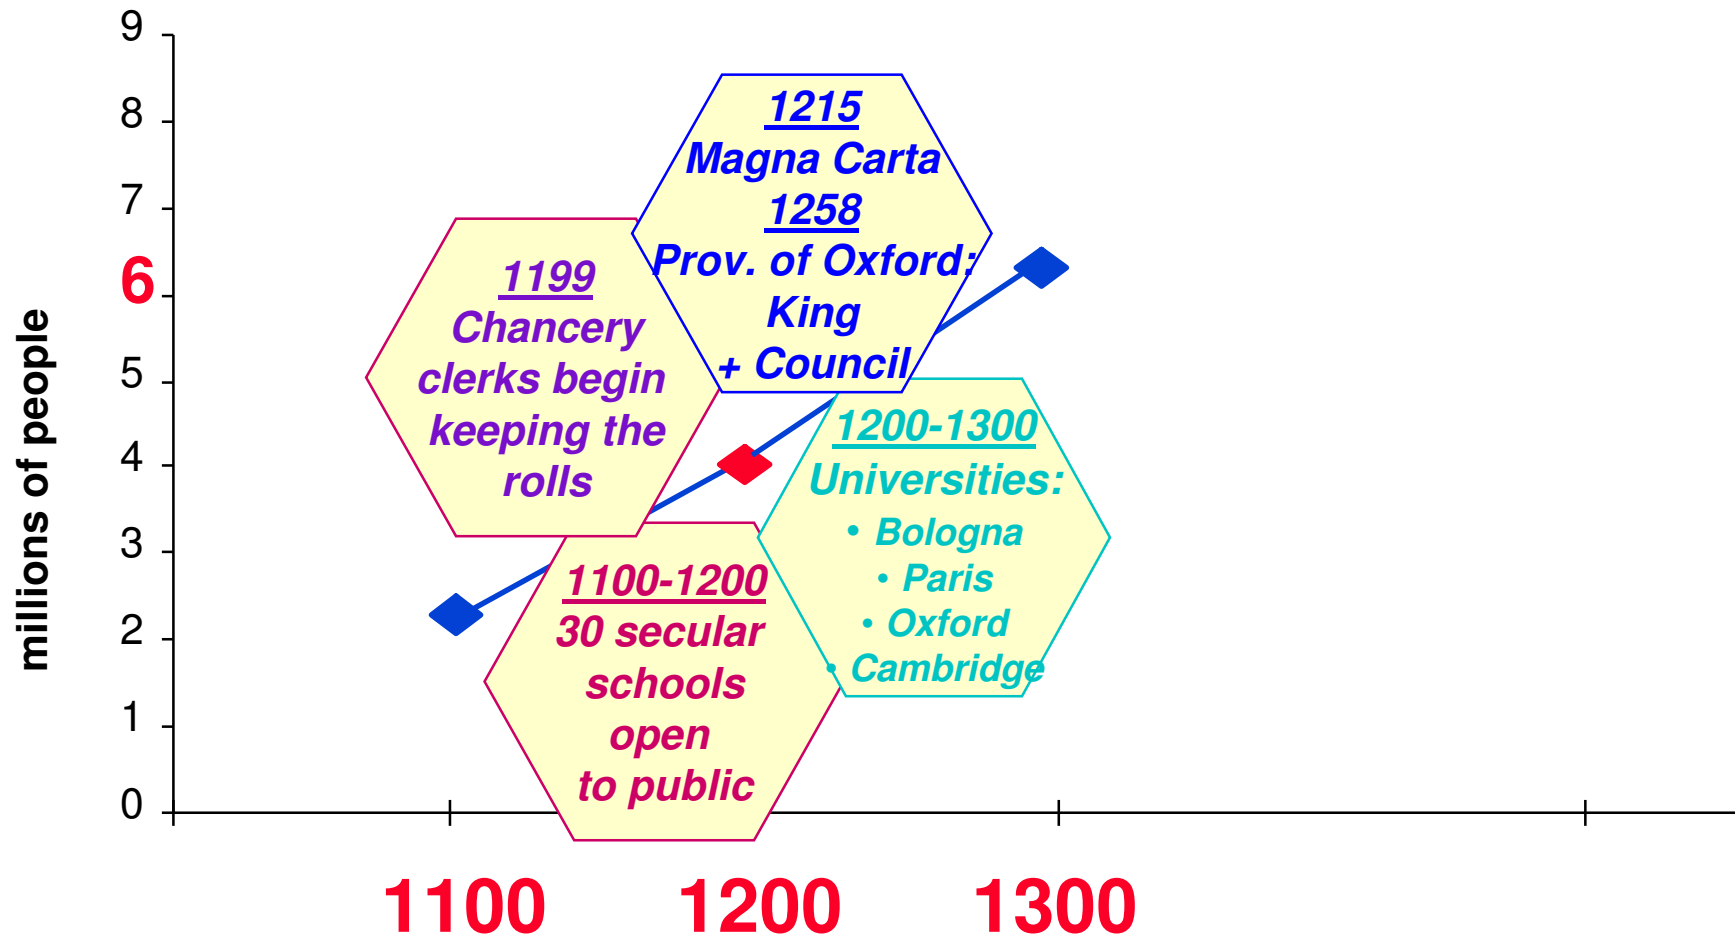 9
8
7
6
5
4
3
2
1
0
millions of people
1199
Chancery
clerks begin
keeping the
rolls
1215
Magna Carta
1258
Prov. of Oxford:
King
+ Council
1100-1200
30 secular
schools
open
to public
1200-1300
Universities:
• Bologna
• Paris
• Oxford
• Cambridge
1100 1200 1300